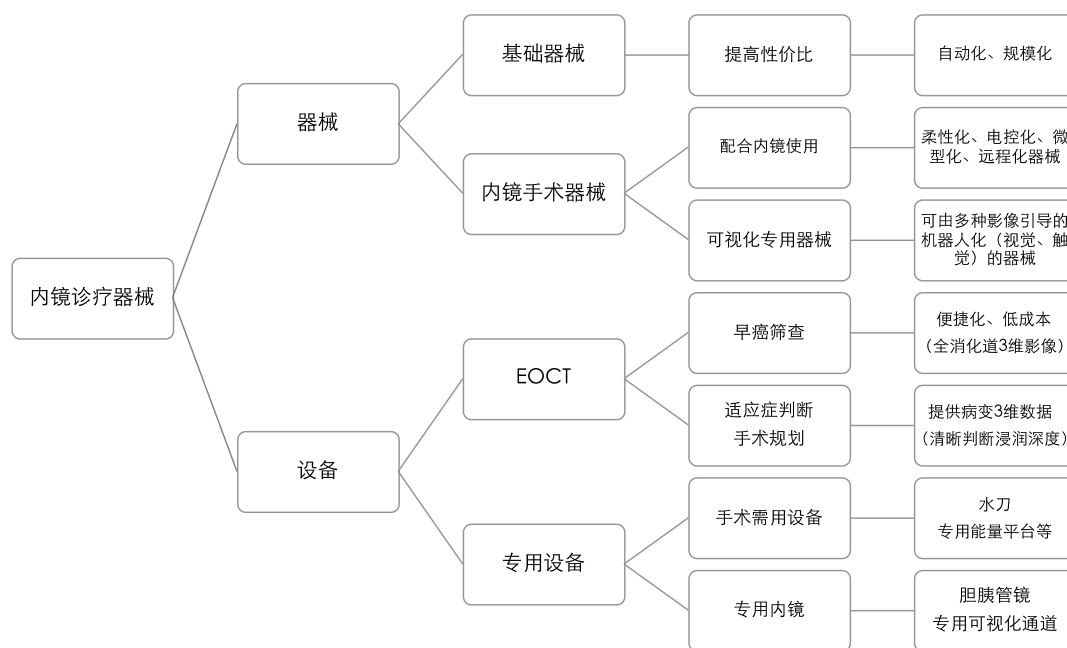 内镜诊疗器械
器械
基础器械
提高性价比
自动化、规模化
内镜手术器械
配合内镜使用
柔性化、电控化、微
型化、远程化器械
可视化专用器械
可由多种影像引导的
机器人化（视觉、触
觉）的器械
设备
EOCT
早癌筛查
便捷化、低成本
（全消化道3维影像）
适应症判断
手术规划
提供病变3维数据
（清晰判断浸润深度）
专用设备
手术需用设备
水刀
专用能量平台等
专用内镜
胆胰管镜
专用可视化通道